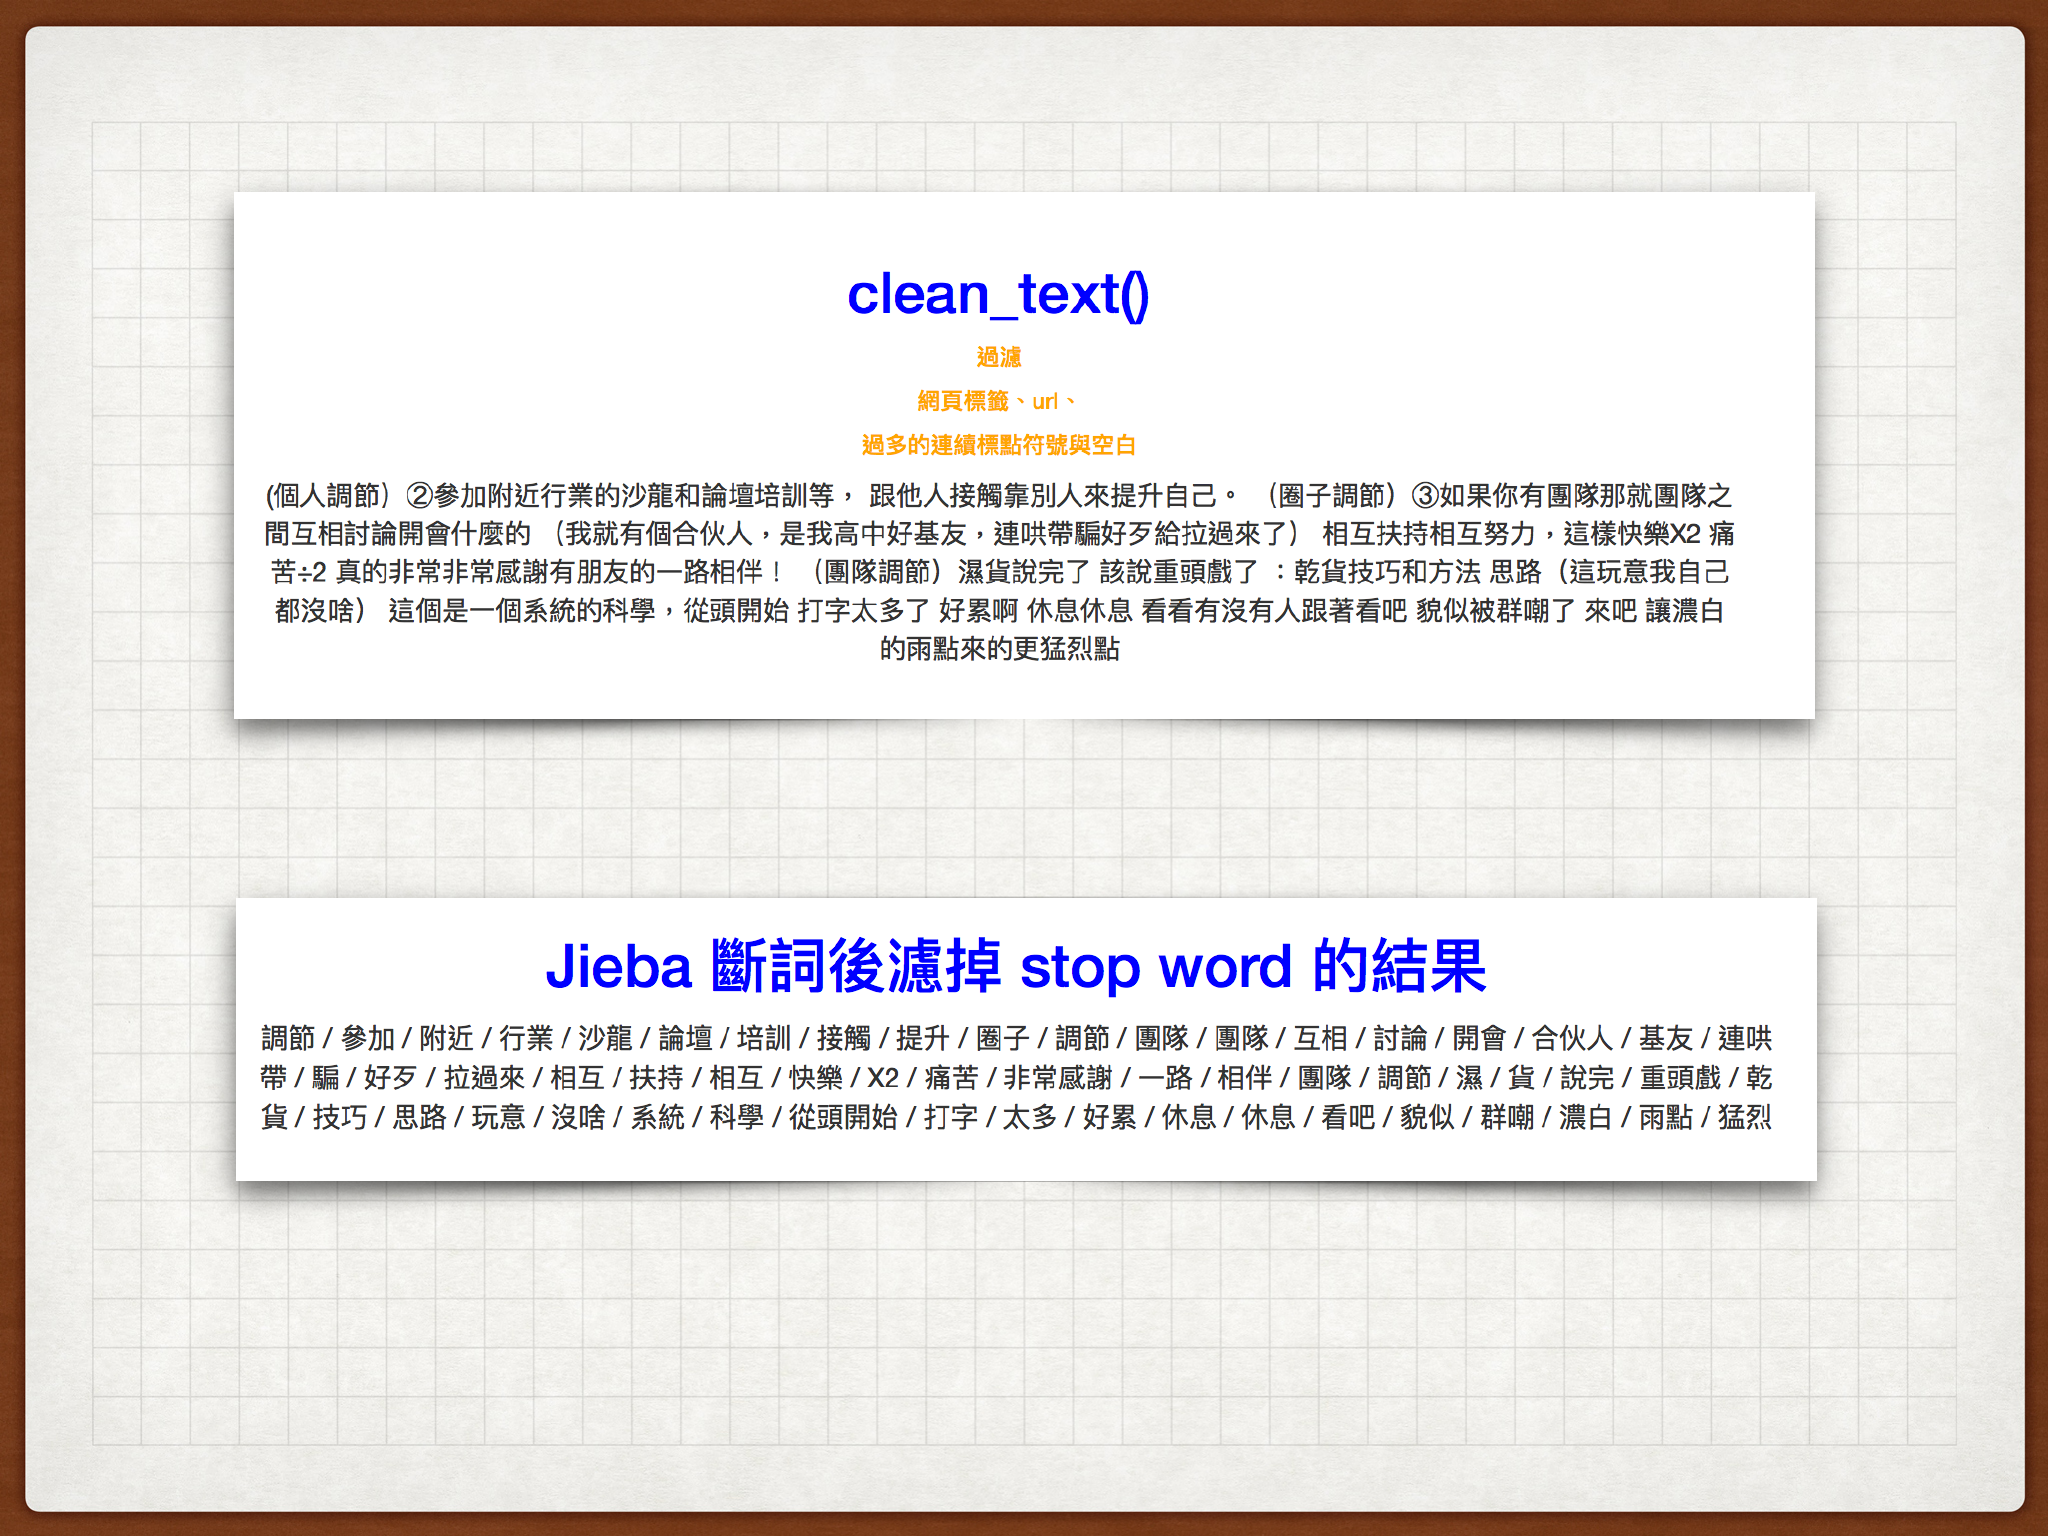 clean_text()
過濾
網頁標籤、url、
過多的連續標點符號與空白
(個人調節）②參加附近行業的沙龍和論壇培訓等， 跟他人接觸靠別人來提升自己。 （圈子調節）③如果你有團隊那就團隊之
間互相討論開會什麼的 （我就有個合伙人，是我高中好基友，連哄帶騙好歹給拉過來了） 相互扶持相互努力，這樣快樂X2 痛
苦÷2 真的非常非常感謝有朋友的一路相伴！ （團隊調節）濕貨說完了 該說重頭戲了 ：乾貨技巧和方法 思路（這玩意我自己
都沒啥） 這個是一個系統的科學，從頭開始 打字太多了 好累啊 休息休息 看看有沒有人跟著看吧 貌似被群嘲了 來吧 讓濃白
的雨點來的更猛烈點
Jieba 斷詞後濾掉 stop word 的結果
調節 / 參加 / 附近 / 行業 / 沙龍 / 論壇 / 培訓 / 接觸 / 提升 / 圈子 / 調節 / 團隊 / 團隊 / 互相 / 討論 / 開會 / 合伙人 / 基友 / 連哄
帶 / 騙 / 好歹 / 拉過來 / 相互 / 扶持 / 相互 / 快樂 / X2 / 痛苦 / 非常感謝 / 一路 / 相伴 / 團隊 / 調節 / 濕 / 貨 / 說完 / 重頭戲 / 乾
貨 / 技巧 / 思路 / 玩意 / 沒啥 / 系統 / 科學 / 從頭開始 / 打字 / 太多 / 好累 / 休息 / 休息 / 看吧 / 貌似 / 群嘲 / 濃白 / 雨點 / 猛烈